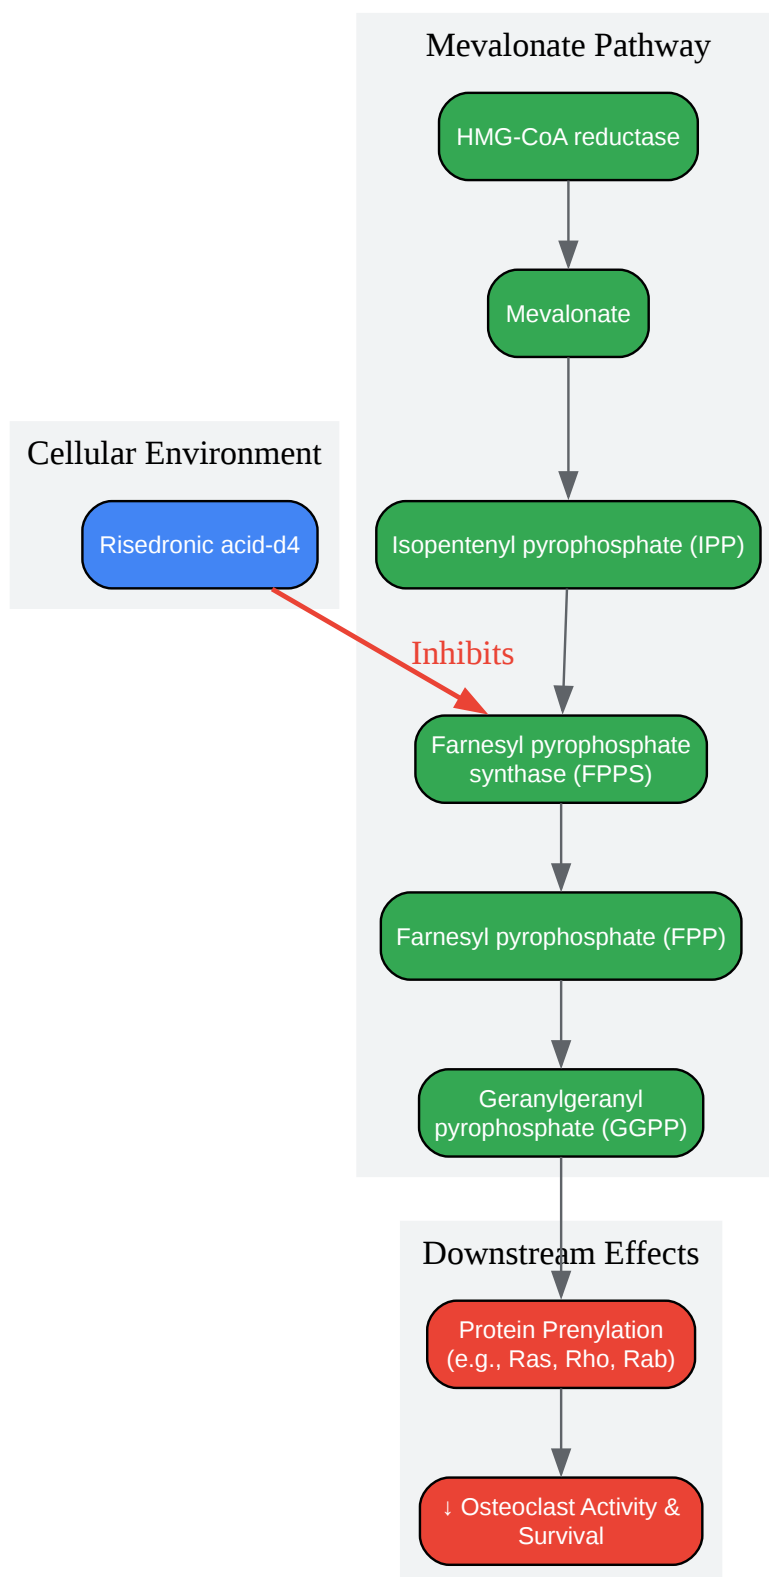 Mevalonate Pathway
HMG-CoA reductase
Mevalonate
Cellular Environment
Risedronic acid-d4
Isopentenyl pyrophosphate (IPP)
Inhibits
Farnesyl pyrophosphate
synthase (FPPS)
Farnesyl pyrophosphate (FPP)
Geranylgeranyl
pyrophosphate (GGPP)
Downstream Effects
Protein Prenylation
(e.g., Ras, Rho, Rab)
↓ Osteoclast Activity &
Survival